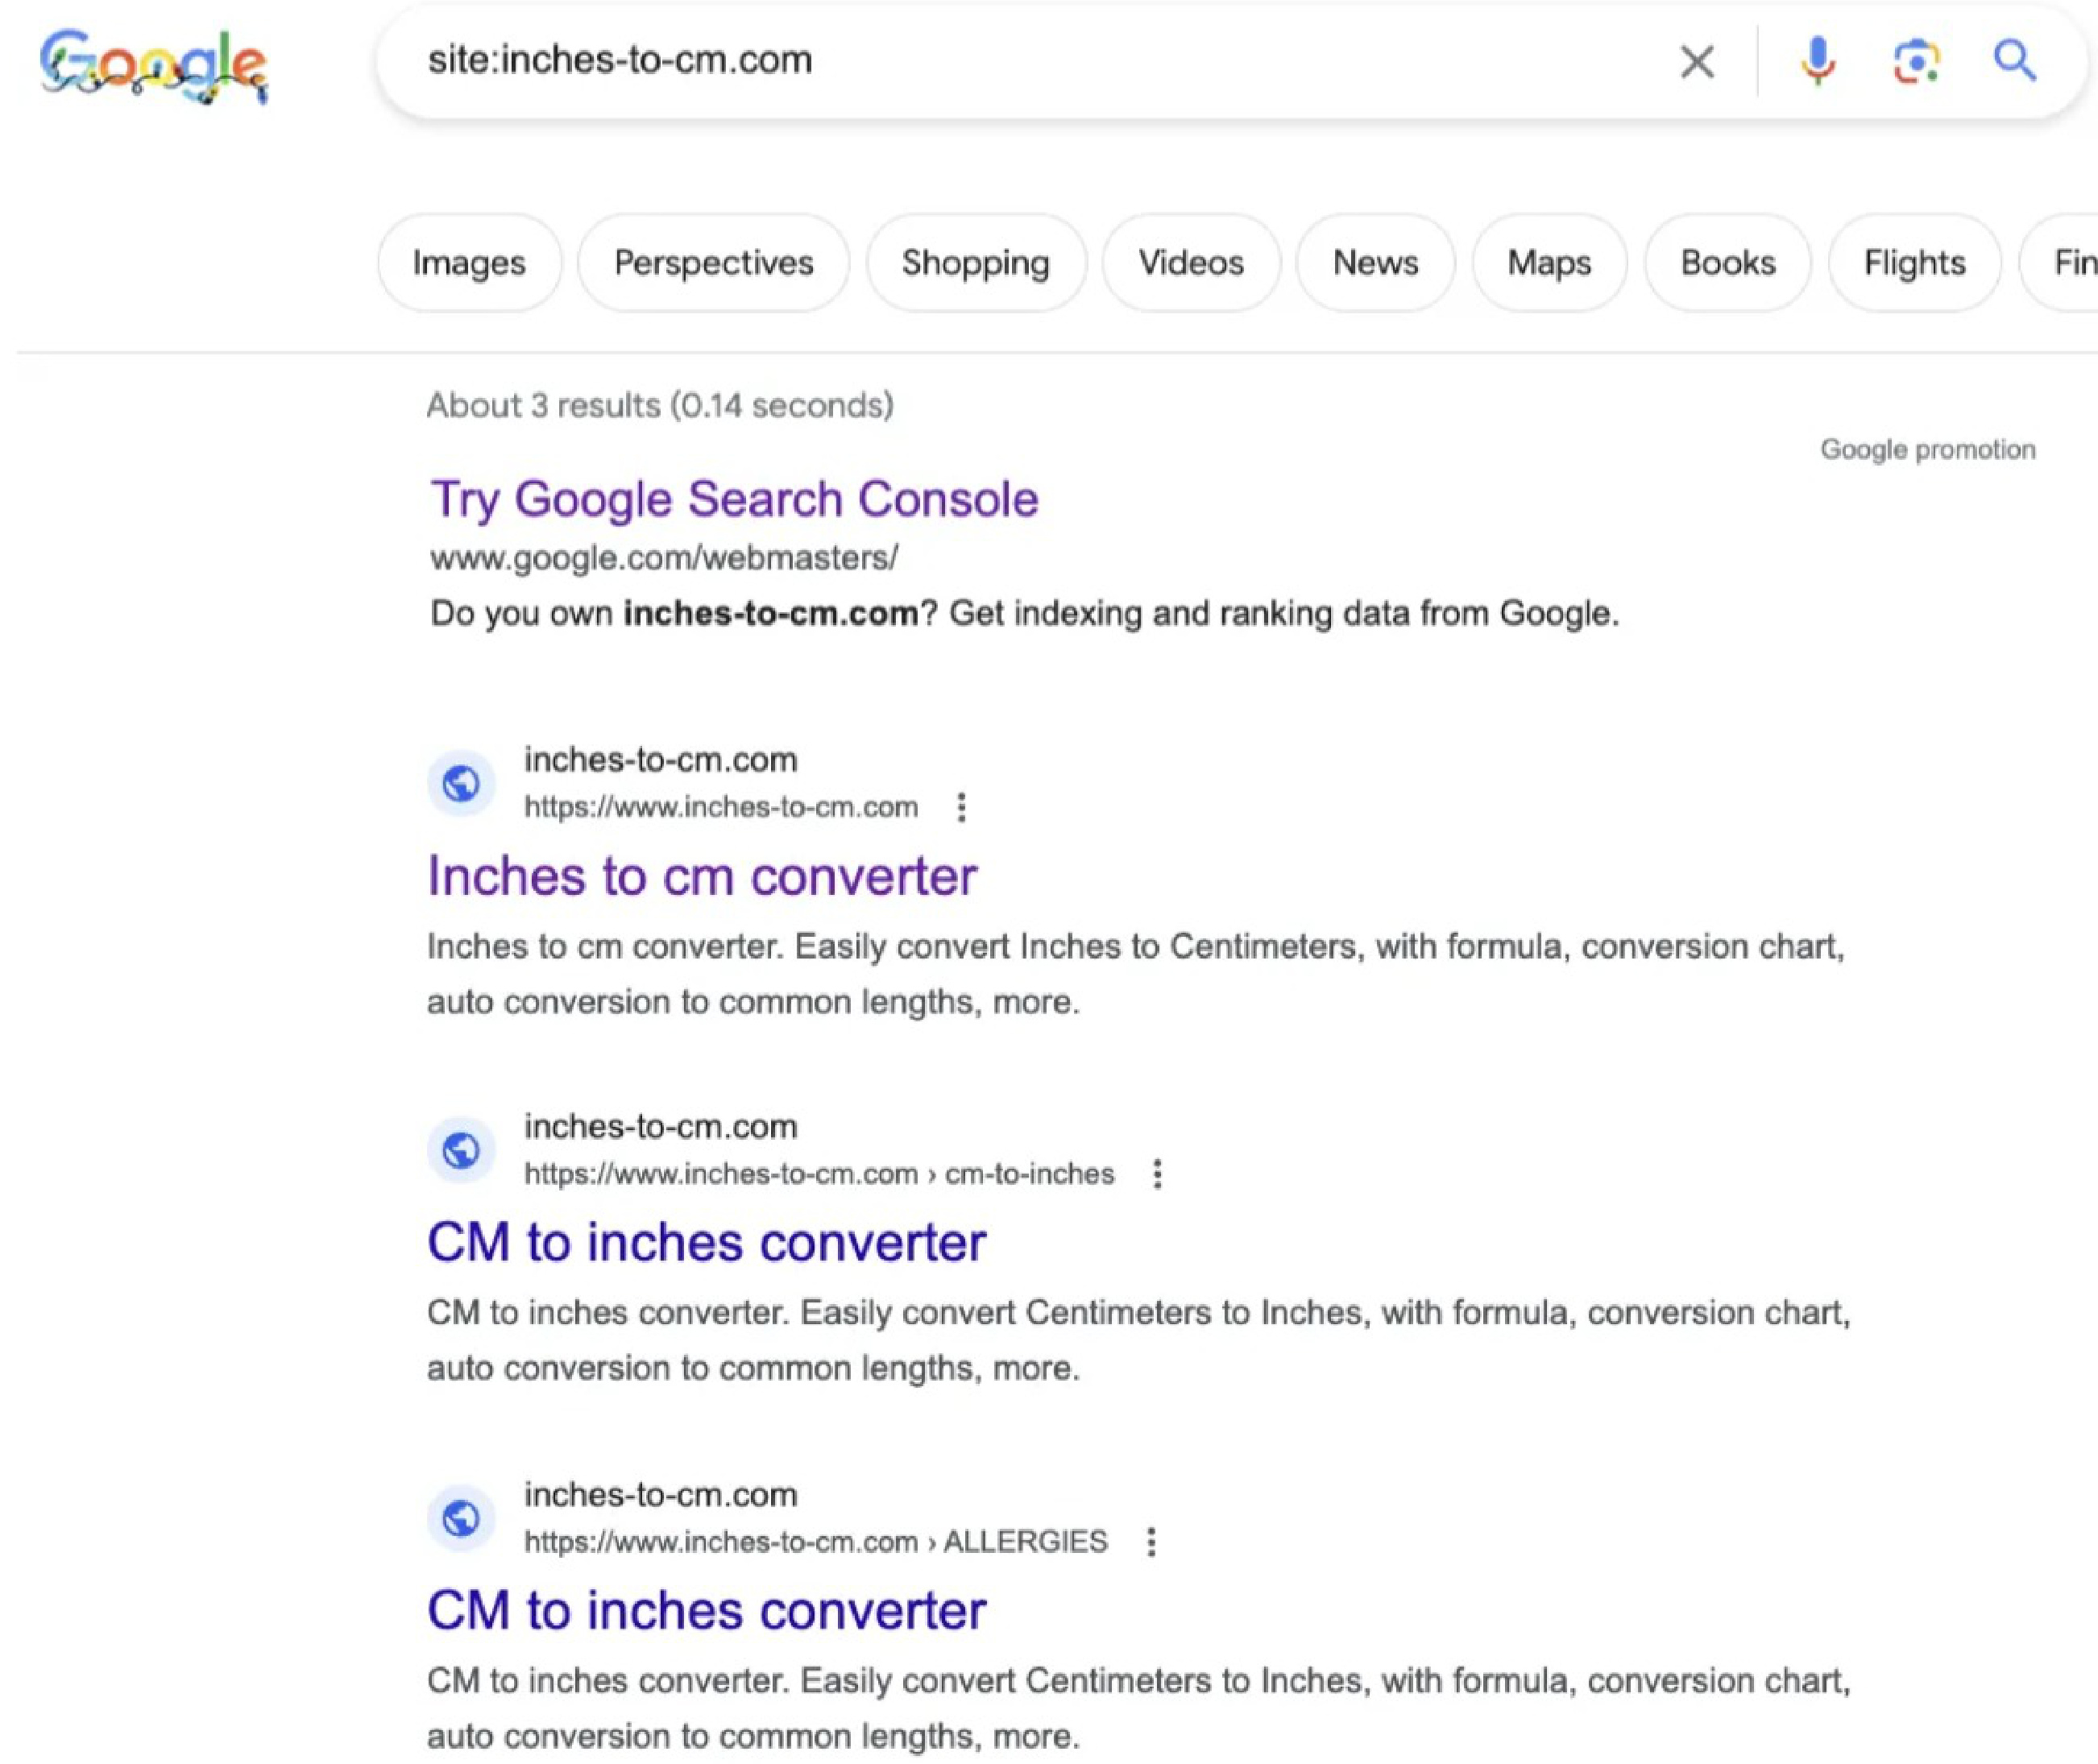 Google
site:inches-to-cm.com
Images Perspectives Shopping Videos News Maps Books Flights Fin
About 3 results (0.14 seconds)
Google promotion
Try Google Search Console
www.google.com/webmasters/
Do you own inches-to-cm.com? Get indexing and ranking data from Google.
inches-to-cm.com
https://www.inches-to-cm.com
Inches to cm converter
Inches to cm converter. Easily convert Inches to Centimeters, with formula, conversion chart,
auto conversion to common lengths, more.
inches-to-cm.com
https://www.inches-to-cm.com › cm-to-inches
CM to inches converter
CM to inches converter. Easily convert Centimeters to Inches, with formula, conversion chart,
auto conversion to common lengths, more.
inches-to-cm.com
https://www.inches-to-cm.com › ALLERGIES
CM to inches converter
CM to inches converter. Easily convert Centimeters to Inches, with formula, conversion chart,
auto conversion to common lengths, more.